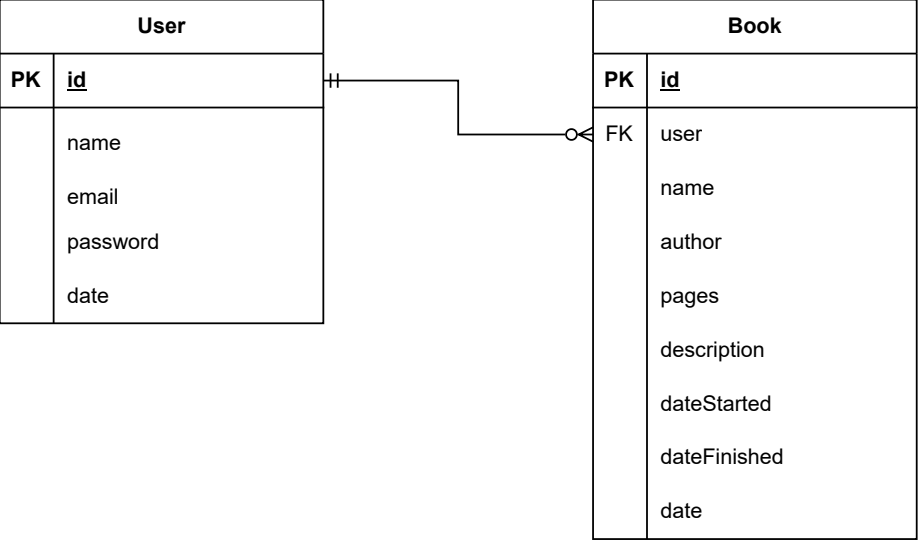 User
PK id
name
email
password
date
Book
PK id
FK user
name
author
pages
description
dateStarted
dateFinished
date